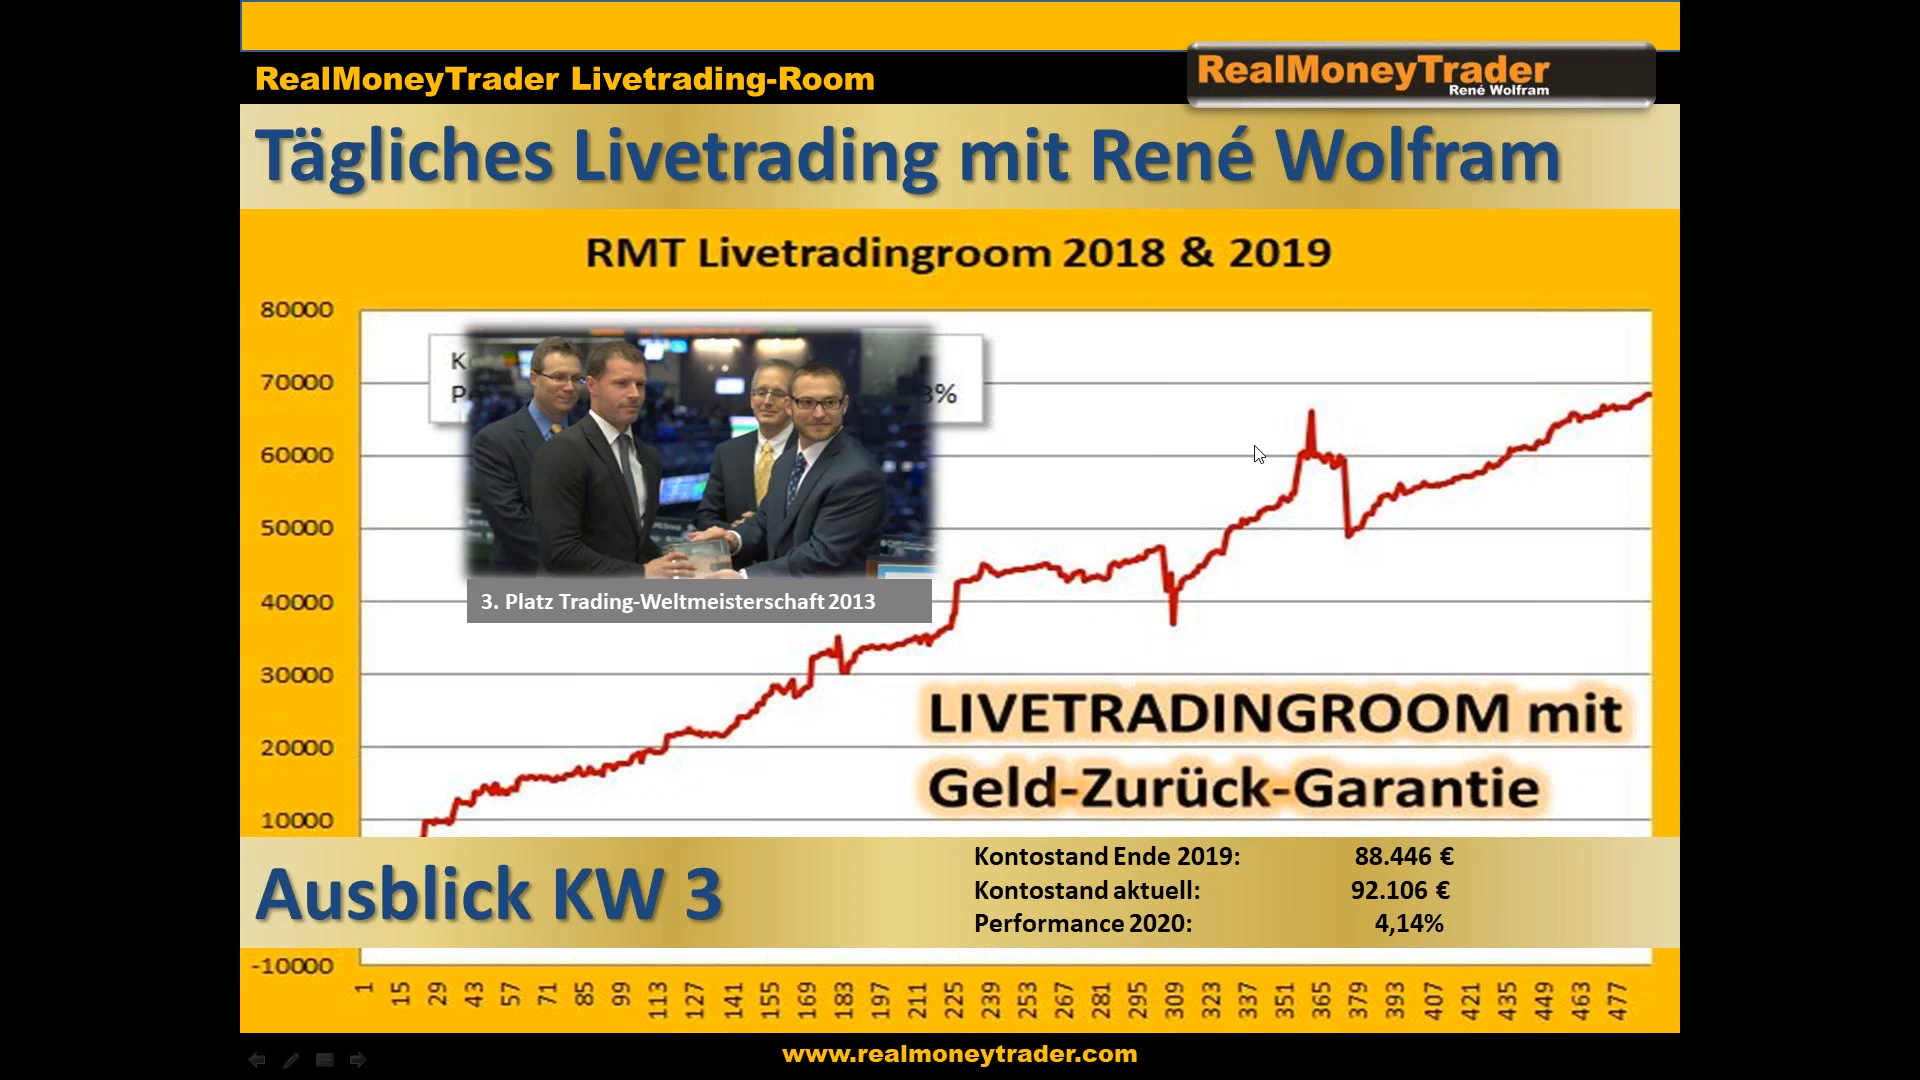 RealMoneyTrader Livetrading-Room
RealMoneyTrader
René Wolfram
Tägliches Livetrading mit René Wolfram
RMT Livetradingroom 2018 & 2019
80000
70000
60000
50000
40000
30000
20000
10000
-10000
3. Platz Trading-Weltmeisterschaft 2013
LIVETRADINGROOM mit
Geld-Zurück-Garantie
Ausblick KW 3
Kontostand Ende 2019: 88.446 €
Kontostand aktuell: 92.106 €
Performance 2020: 4,14%
1 15 29 43 57 71 85 99 113 127 141 155 169 183 197 211 225 239 253 267 281 295 309 323 337 351 365 379 393 407 421 435 449 463 477
www.realmoneytrader.com